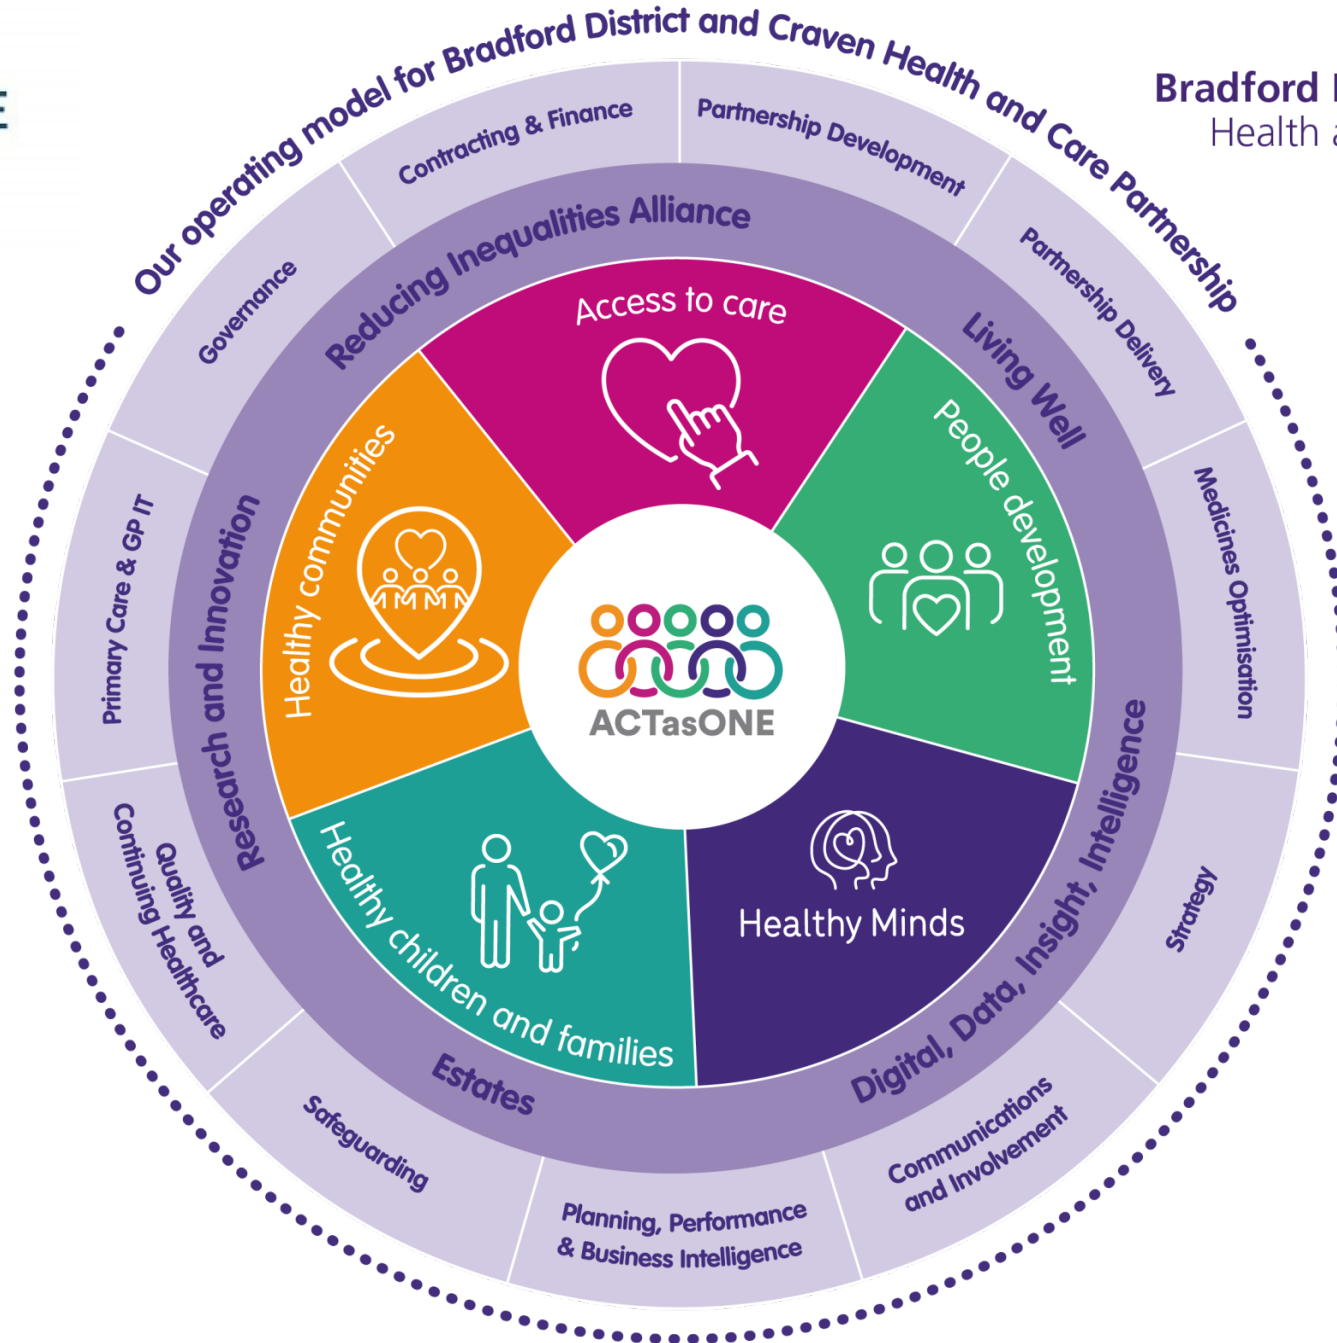 Our operating model for Bradford District and Craven Health and Care Partnership
E
Bradford
Health a
Contracting & Finance
Partnership Development
Partnership Delivery
Medicines Optimisation
Strategy
Communications
and Involvement
Planning, Performance
& Business Intelligence
Safeguarding
Quality and
Continuing Healthcare
Primary Care & GP IT
Governance
Reducing Inequalities Alliance
Living Well
Digital, Data, Insight, Intelligence
Estates
Research and Innovation
Access to care
People development
Healthy Minds
Healthy children and families
Healthy communities
ACTasONE